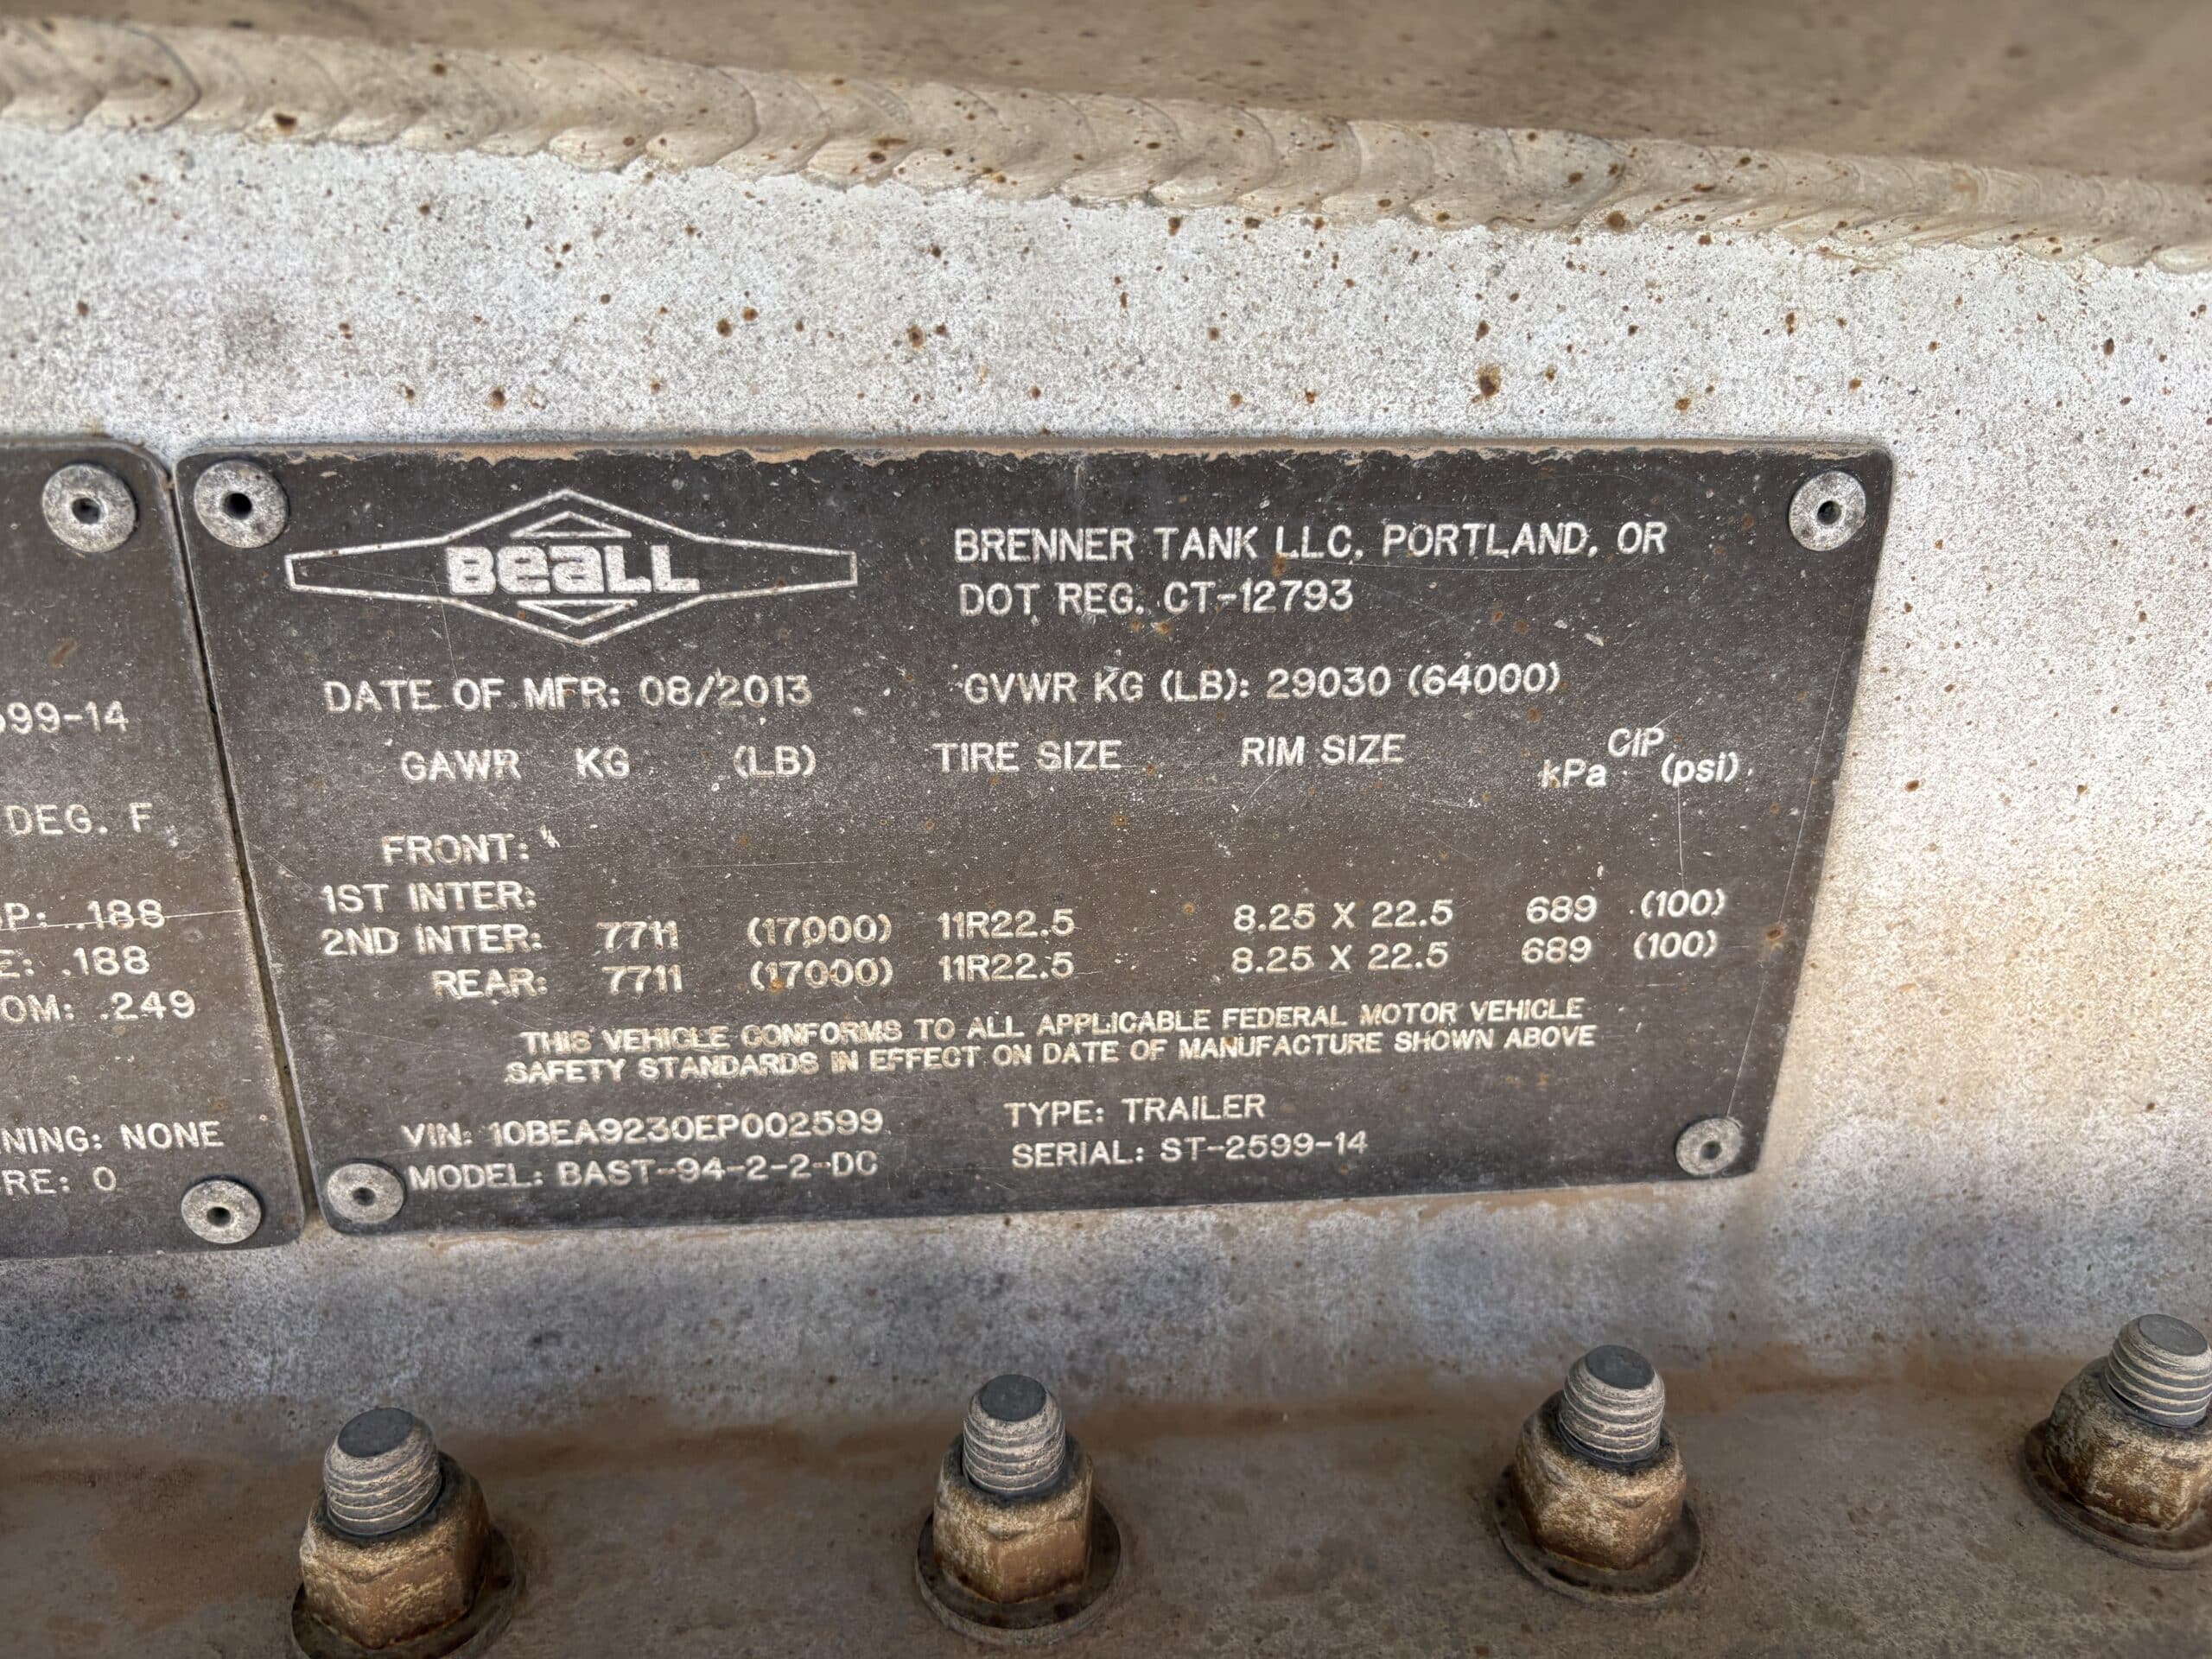 599-14
DEG. F
P: .188
E: .188
OM: .249
NING: NONE
RE: 0
BeaLL
BRENNER TANK LLC, PORTLAND, OR
DOT REG. CT-12793
DATE OF MFR: 08/2013 GVWR KG (LB): 29030 (64000)
GAWR KG (LB) TIRE SIZE RIM SIZE kPa CIP (psi)
FRONT:
1ST INTER:
2ND INTER: 7711 (17000) 11R22.5 8.25 X 22.5 689 (100)
REAR: 7711 (17000) 11R22.5 8.25 X 22.5 689 (100)
THIS VEHICLE CONFORMS TO ALL APPLICABLE FEDERAL MOTOR VEHICLE
SAFETY STANDARDS IN EFFECT ON DATE OF MANUFACTURE SHOWN ABOVE
VIN: 10BEA9230EP002599 TYPE: TRAILER
MODEL: BAST-94-2-2-DC SERIAL: ST-2599-14